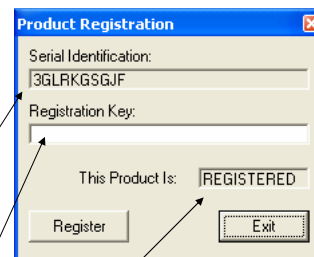 Product Registration
Serial Identification:
3GLRKGSGJF
Registration Key:
This Product Is: REGISTERED
Register Exit